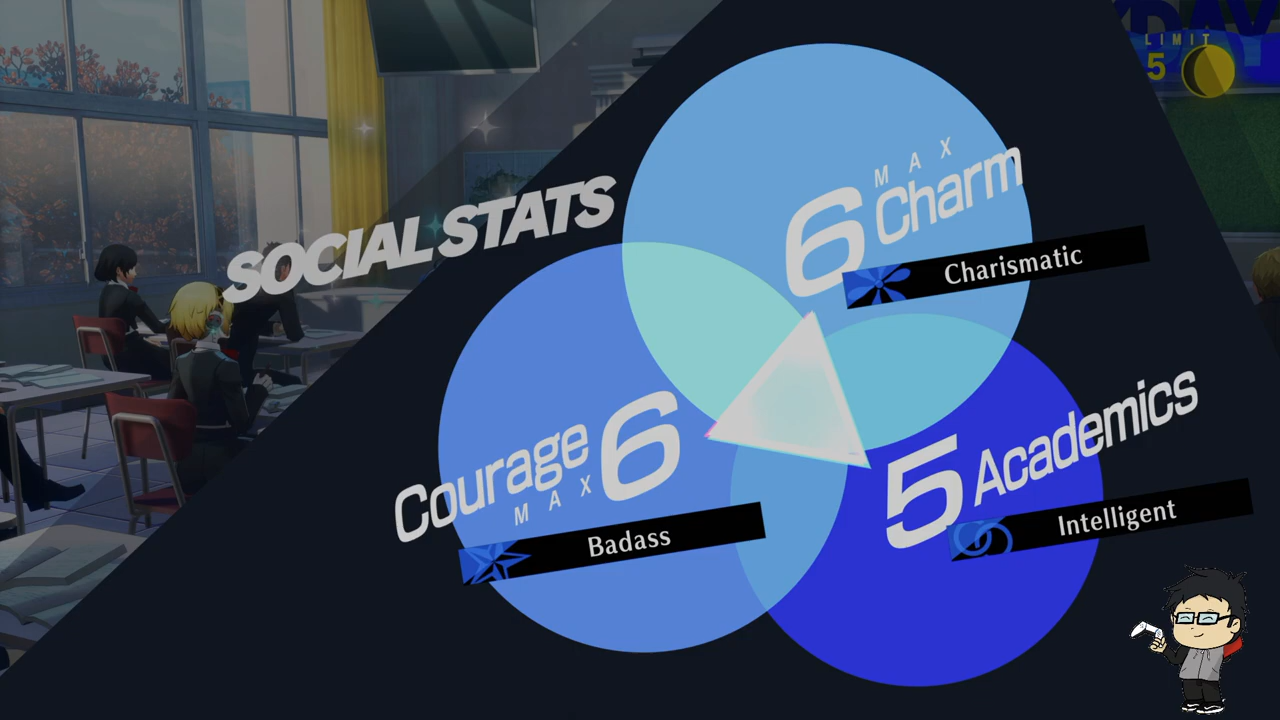 LIMIT
5
SOCIAL STATS
MAX
6 Charm
Charismatic
Courage 6
MAX
Badass
5 Academics
Intelligent